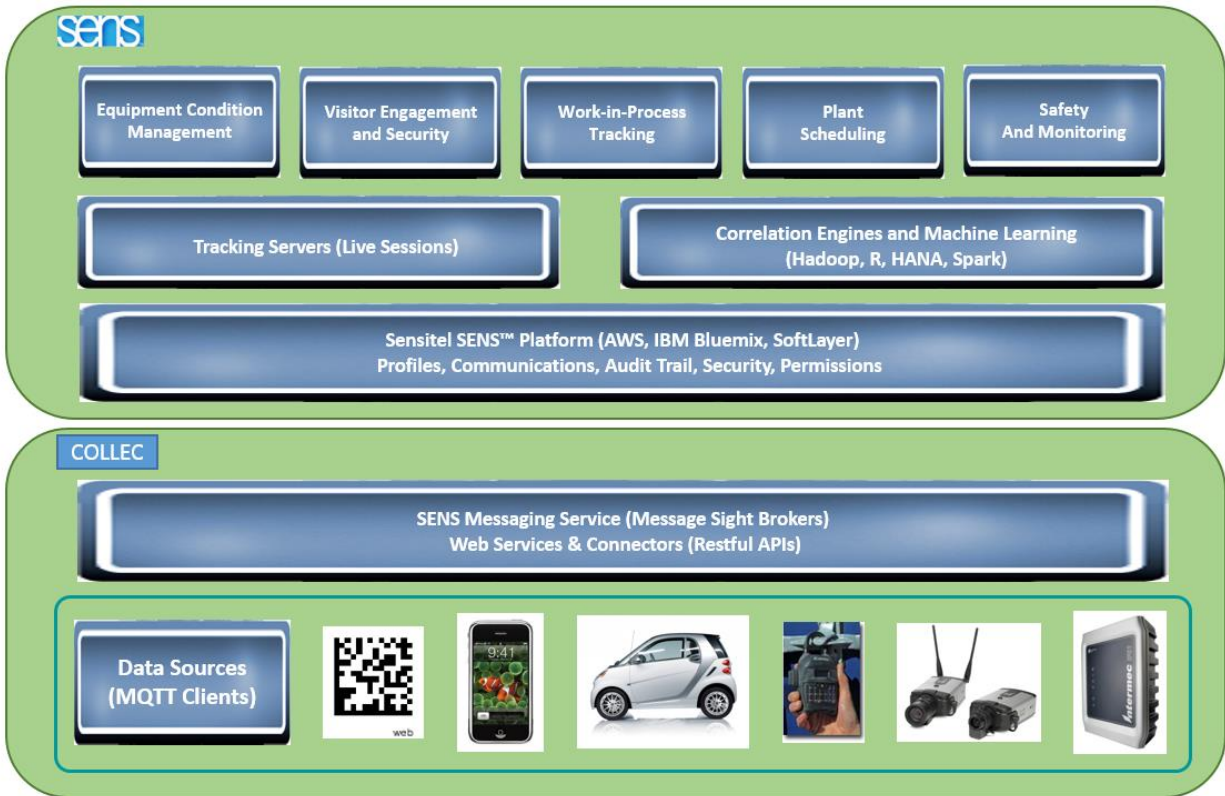 sens
Equipment Condition
Management
Visitor Engagement
and Security
Work-in-Process
Tracking
Plant
Scheduling
Safety
And Monitoring
Tracking Servers (Live Sessions)
Correlation Engines and Machine Learning
(Hadoop, R, HANA, Spark)
Sensitel SENS™ Platform (AWS, IBM Bluemix, SoftLayer)
Profiles, Communications, Audit Trail, Security, Permissions
COLLEC
SENS Messaging Service (Message Sight Brokers)
Web Services & Connectors (Restful APIs)
Data Sources
(MQTT Clients)
web
9:41
Intermec